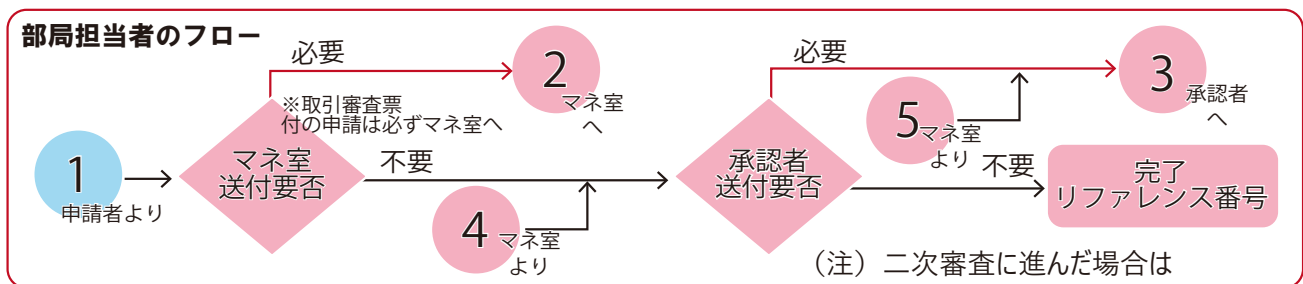 部局担当者のフロー
必要
2
マネ室
へ
※取引審査票
付の申請は必ずマネ室へ
1
申請者より
マネ室
送付要否
不要
4
マネ室
より
必要
3
承認者
へ
5
マネ室
より
承認者
送付要否
不要
完了
リファレンス番号
（注）二次審査に進んだ場合は